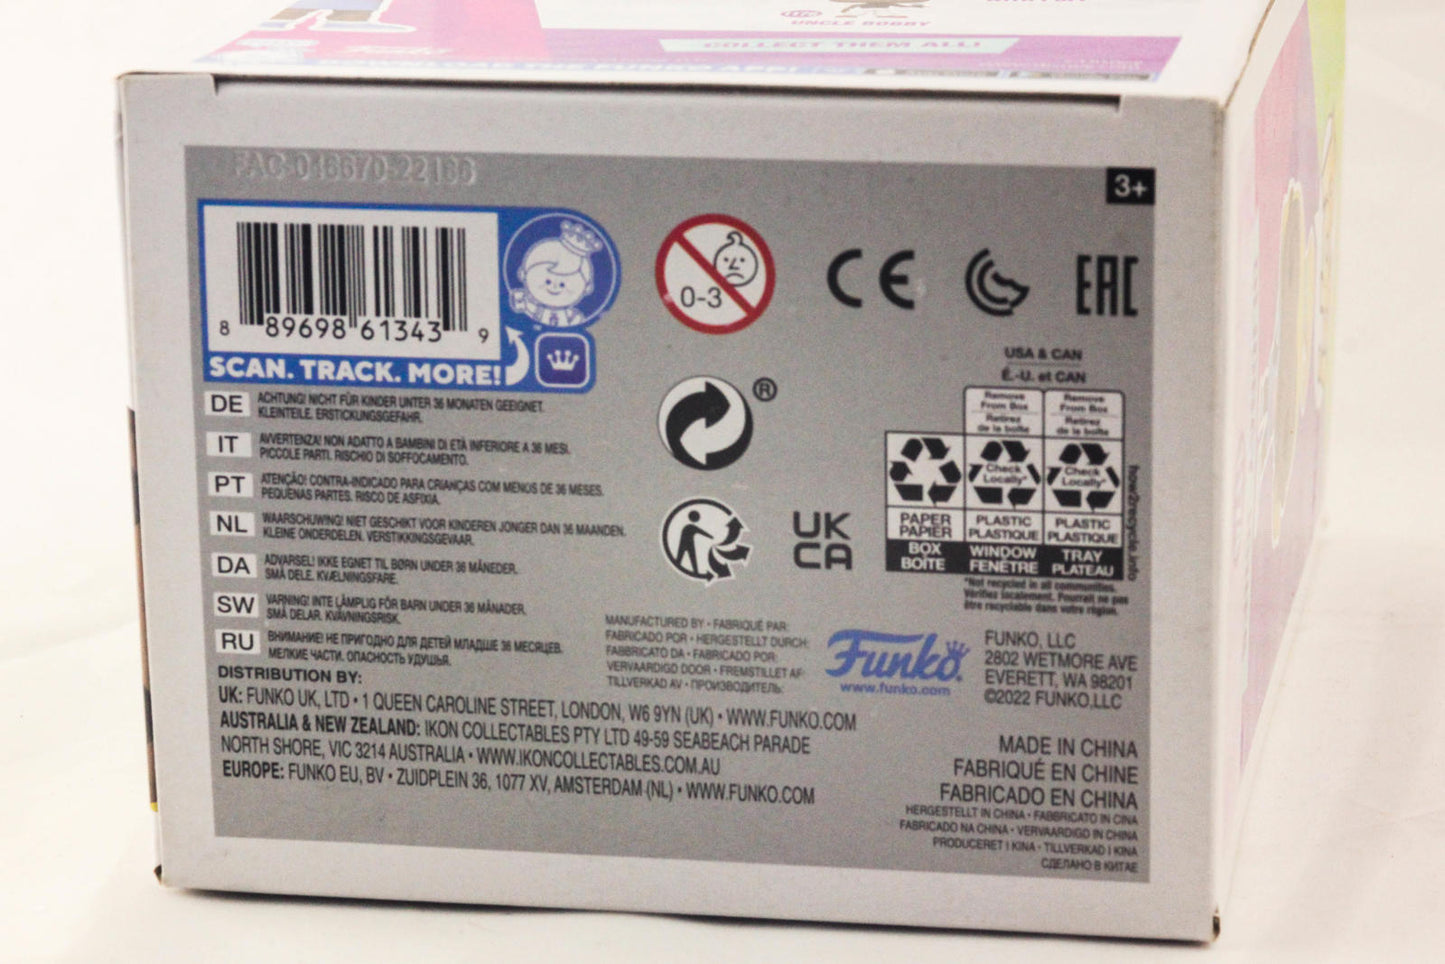 UNCLE BOBBY
COLLECT THEM ALL!
FAC-046670-22166
3+
8 89698 61343 9
SCAN. TRACK. MORE!
0-3
CE
EAC
®
UK
CA
USA & CAN
É.-U. et CAN
Remove From Box Retirez de la boîte
Remove From Box Retirez de la boîte
Check Locally*
Check Locally*
PAPER PAPIER
PLASTIC PLASTIQUE
PLASTIC PLASTIQUE
BOX BOÎTE
WINDOW FENÊTRE
TRAY PLATEAU
how2recycle.info
*Not recycled in all communities.
Vérifiez localement. Pourrait ne pas
être recyclable dans votre région.
DE ACHTUNG! NICHT FÜR KINDER UNTER 36 MONATEN GEEIGNET.
KLEINTEILE. ERSTICKUNGSGEFAHR.
IT AVVERTENZA! NON ADATTO A BAMBINI DI ETÀ INFERIORE A 36 MESI.
PICCOLE PARTI. RISCHIO DI SOFFOCAMENTO.
PT ATENÇÃO! CONTRA-INDICADO PARA CRIANÇAS COM MENOS DE 36 MESES.
PEQUENAS PARTES. RISCO DE ASFIXIA.
NL WAARSCHUWING! NIET GESCHIKT VOOR KINDEREN JONGER DAN 36 MAANDEN.
KLEINE ONDERDELEN. VERSTIKKINGSGEVAAR.
DA ADVARSEL! IKKE EGNET TIL BØRN UNDER 36 MÅNEDER.
SMÅ DELE. KVÆLNINGSFARE.
SW VARNING! INTE LÄMPLIG FÖR BARN UNDER 36 MÅNADER.
SMÅ DELAR. KVÄVNINGSRISK.
RU ВНИМАНИЕ! НЕ ПРИГОДНО ДЛЯ ДЕТЕЙ МЛАДШЕ 36 МЕСЯЦЕВ.
МЕЛКИЕ ЧАСТИ. ОПАСНОСТЬ УДУШЬЯ.
MANUFACTURED BY • FABRIQUÉ PAR:
FABRICADO POR • HERGESTELLT DURCH:
FABBRICATO DA • FABRICADO POR:
VERVAARDIGD DOOR • FREMSTILLET AF:
TILLVERKAD AV • ПРОИЗВОДИТЕЛЬ:
Funko
www.funko.com
FUNKO, LLC
2802 WETMORE AVE
EVERETT, WA 98201
©2022 FUNKO,LLC
DISTRIBUTION BY:
UK: FUNKO UK, LTD • 1 QUEEN CAROLINE STREET, LONDON, W6 9YN (UK) • WWW.FUNKO.COM
AUSTRALIA & NEW ZEALAND: IKON COLLECTABLES PTY LTD 49-59 SEABEACH PARADE
NORTH SHORE, VIC 3214 AUSTRALIA • WWW.IKONCOLLECTABLES.COM.AU
EUROPE: FUNKO EU, BV • ZUIDPLEIN 36, 1077 XV, AMSTERDAM (NL) • WWW.FUNKO.COM
MADE IN CHINA
FABRIQUÉ EN CHINE
FABRICADO EN CHINA
HERGESTELLT IN CHINA • FABBRICATO IN CINA
FABRICADO NA CHINA • VERVAARDIGD IN CHINA
PRODUCERET I KINA • TILLVERKAD I KINA
СДЕЛАНО В КИТАЕ